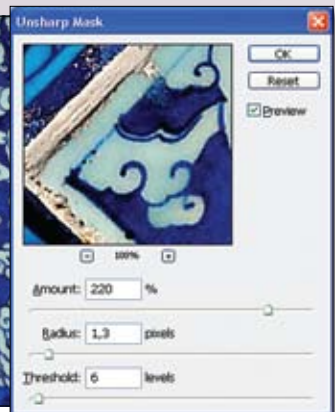 Unsharp Mask
OK
Reset
Preview
100%
Amount: 220 %
Radius: 1,3 pixels
Threshold: 6 levels